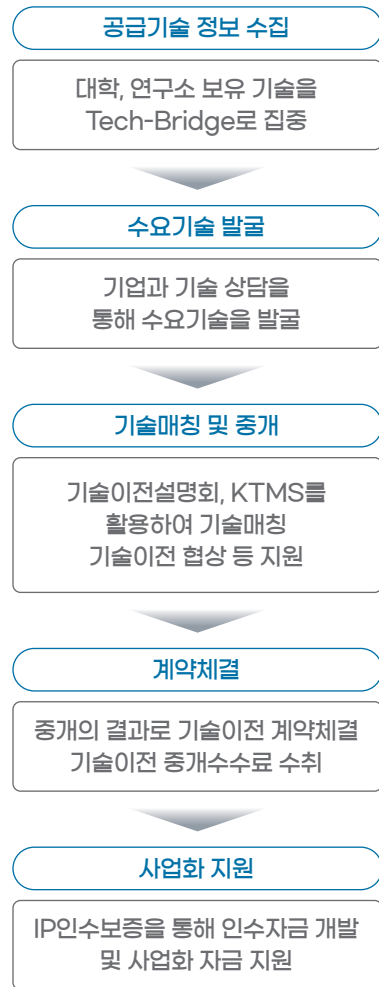 공급기술 정보 수집
대학, 연구소 보유 기술을
Tech-Bridge로 집중
수요기술 발굴
기업과 기술 상담을
통해 수요기술을 발굴
기술매칭 및 중개
기술이전설명회, KTMS를
활용하여 기술매칭
기술이전 협상 등 지원
계약체결
중개의 결과로 기술이전 계약체결
기술이전 중개수수료 수취
사업화 지원
IP인수보증을 통해 인수자금 개발
및 사업화 자금 지원